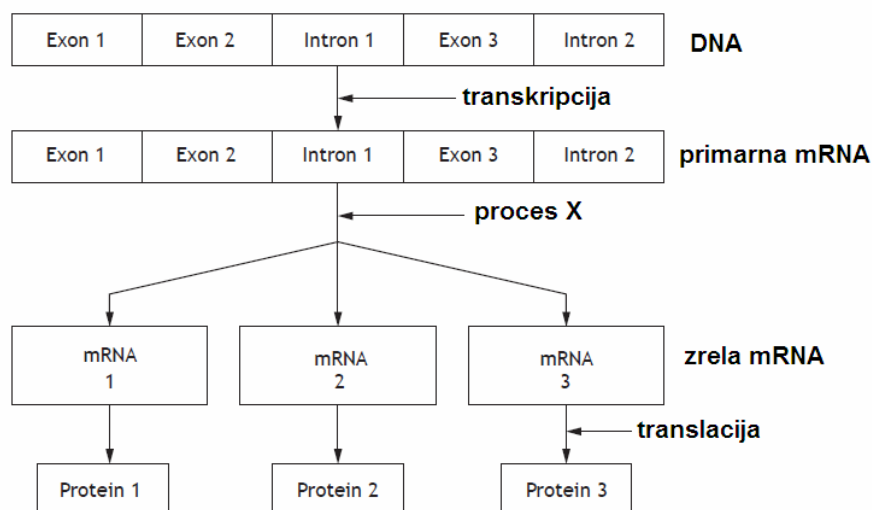 Exon 1 Exon 2 Intron 1 Exon 3 Intron 2 DNA
transkripcija
Exon 1 Exon 2 Intron 1 Exon 3 Intron 2 primarna mRNA
proces X
mRNA 1
mRNA 2
mRNA 3
zrela mRNA
translacija
Protein 1 Protein 2 Protein 3